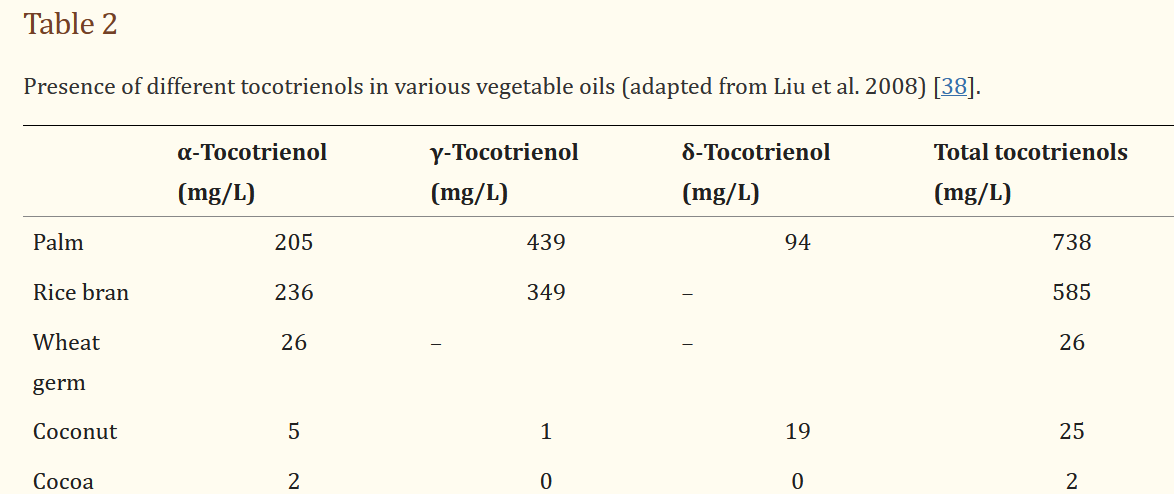 Table 2
Presence of different tocotrienols in various vegetable oils (adapted from Liu et al. 2008) [38].
α-Tocotrienol γ-Tocotrienol δ-Tocotrienol Total tocotrienols
(mg/L) (mg/L) (mg/L) (mg/L)
Palm 205 439 94 738
Rice bran 236 349 – 585
Wheat 26 – – 26
germ
Coconut 5 1 19 25
Cocoa 2 0 0 2